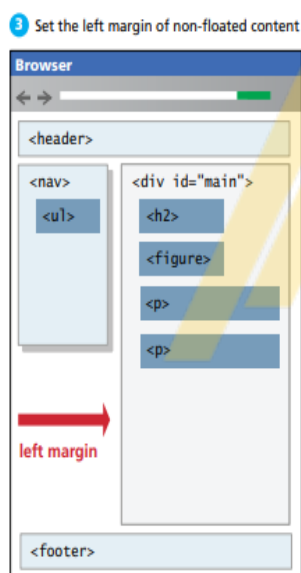 3 Set the left margin of non-floated content
Browser
<header>
<nav>
<ul>
<div id="main">
<h2>
<figure>
<p>
<p>
left margin
<footer>